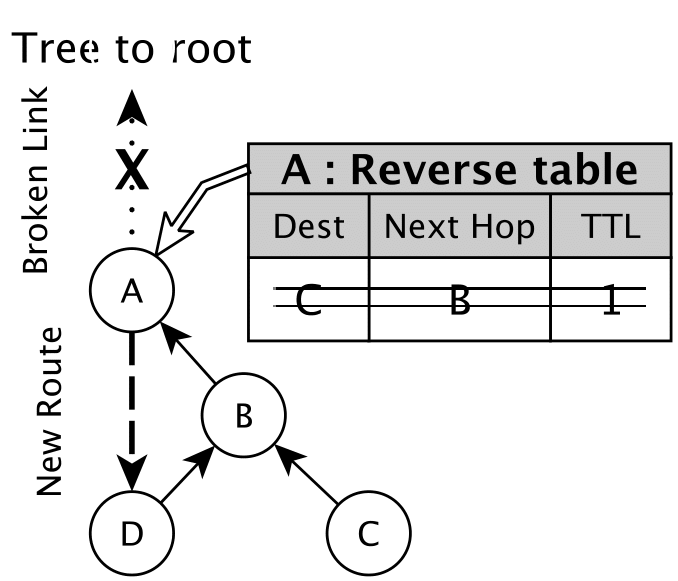 Tree to root
Broken Link
X
A : Reverse table
Dest Next Hop TTL
C B 1
A
New Route
B
D
C